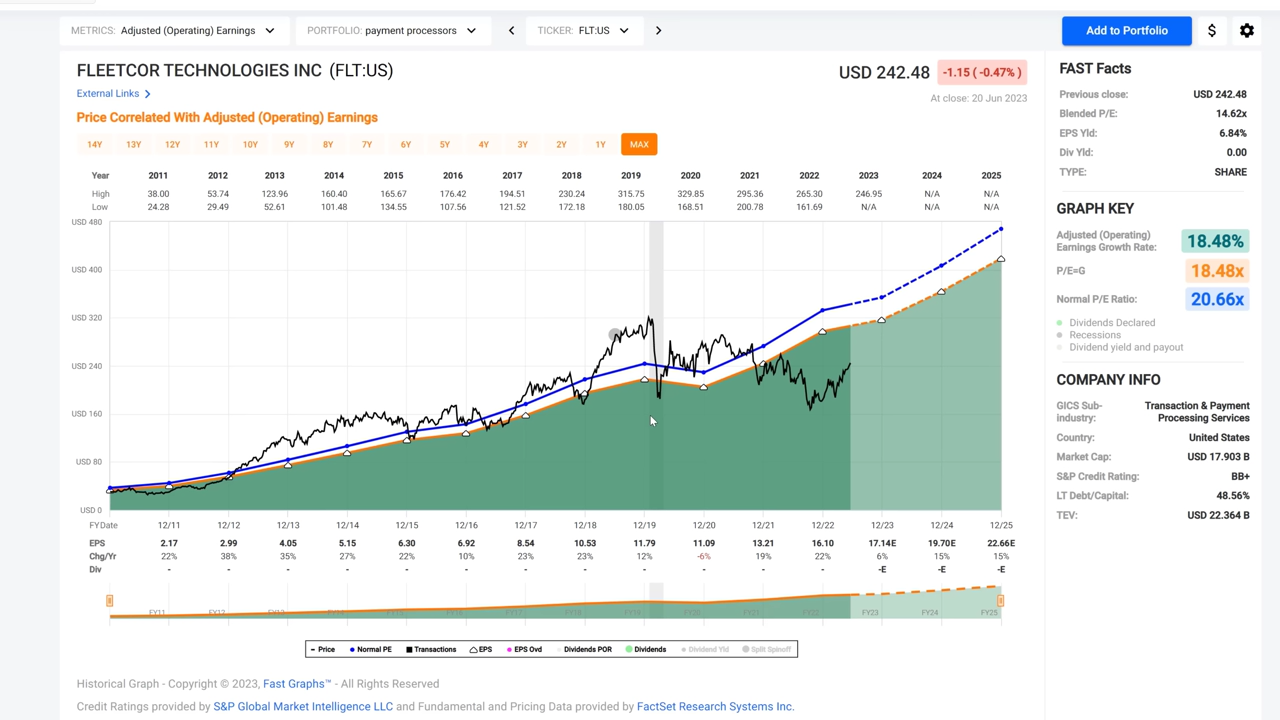 METRICS: Adjusted (Operating) Earnings PORTFOLIO: payment processors TICKER: FLT:US Add to Portfolio $
FLEETCOR TECHNOLOGIES INC (FLT:US) USD 242.48 -1.15 ( -0.47% )
External Links At close: 20 Jun 2023
Price Correlated With Adjusted (Operating) Earnings
14Y 13Y 12Y 11Y 10Y 9Y 8Y 7Y 6Y 5Y 4Y 3Y 2Y 1Y MAX
Year 2011 2012 2013 2014 2015 2016 2017 2018 2019 2020 2021 2022 2023 2024 2025
High 38.00 53.74 123.96 160.40 165.67 176.42 194.51 230.24 315.75 329.85 295.36 265.30 246.95 N/A N/A
Low 24.28 29.49 52.61 101.48 134.55 107.56 121.52 172.18 180.05 168.51 200.78 161.69 N/A N/A N/A
USD 480
USD 400
USD 320
USD 240
USD 160
USD 80
USD 0
FYDate 12/11 12/12 12/13 12/14 12/15 12/16 12/17 12/18 12/19 12/20 12/21 12/22 12/23 12/24 12/25
EPS 2.17 2.99 4.05 5.15 6.30 6.92 8.54 10.53 11.79 11.09 13.21 16.10 17.14E 19.70E 22.66E
Chg/Yr 22% 38% 35% 27% 22% 10% 23% 23% 12% -6% 19% 22% 6% 15% 15%
Div - - - - - - - - - - - - -E -E -E
FY11 FY12 FY13 FY14 FY15 FY16 FY17 FY18 FY19 FY20 FY21 FY22 FY23 FY24 FY25
Price Normal PE Transactions EPS EPS Ovd Dividends POR Dividends Dividend Yld Split Spinoff
Historical Graph - Copyright © 2023, Fast Graphs™ - All Rights Reserved
Credit Ratings provided by S&P Global Market Intelligence LLC and Fundamental and Pricing Data provided by FactSet Research Systems Inc.
FAST Facts
Previous close: USD 242.48
Blended P/E: 14.62x
EPS Yld: 6.84%
Div Yld: 0.00
TYPE: SHARE
GRAPH KEY
Adjusted (Operating)
Earnings Growth Rate: 18.48%
P/E=G 18.48x
Normal P/E Ratio: 20.66x
Dividends Declared
Recessions
Dividend yield and payout
COMPANY INFO
GICS Sub- Transaction & Payment
industry: Processing Services
Country: United States
Market Cap: USD 17.903 B
S&P Credit Rating: BB+
LT Debt/Capital: 48.56%
TEV: USD 22.364 B